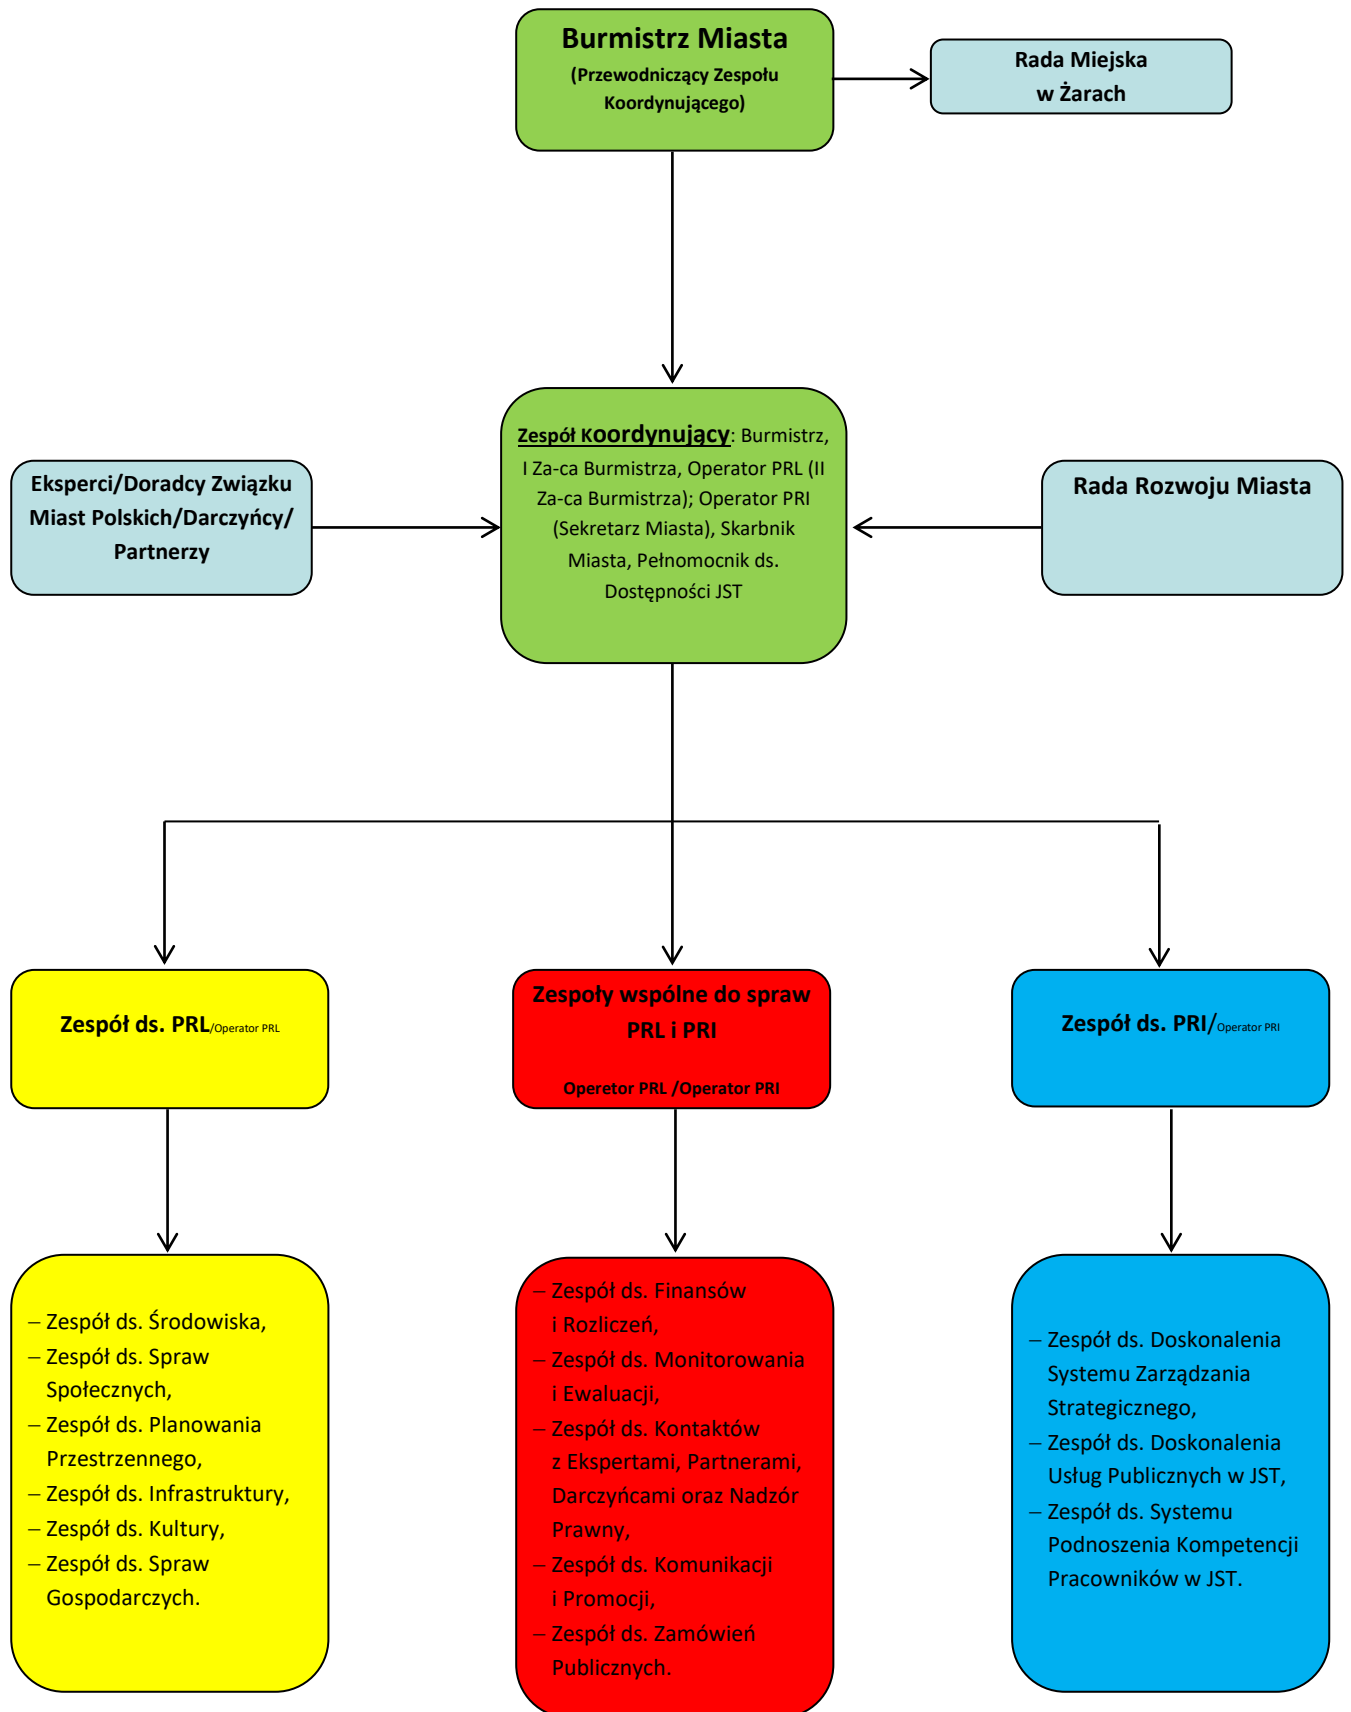 Burmistrz Miasta
(Przewodniczący Zespołu
Koordynującego)
Rada Miejska
w Żarach
Zespół Koordynujący: Burmistrz,
I Za-ca Burmistrza, Operator PRL (II
Za-ca Burmistrza); Operator PRI
(Sekretarz Miasta), Skarbnik
Miasta, Pełnomocnik ds.
Dostępności JST
Eksperci/Doradcy Związku
Miast Polskich/Darczyńcy/
Partnerzy
Rada Rozwoju Miasta
Zespół ds. PRL/Operator PRL
Zespoły wspólne do spraw
PRL i PRI
Operetor PRL /Operator PRI
Zespół ds. PRI/Operator PRI
– Zespół ds. Środowiska,
– Zespół ds. Spraw
Społecznych,
– Zespół ds. Planowania
Przestrzennego,
– Zespół ds. Infrastruktury,
– Zespół ds. Kultury,
– Zespół ds. Spraw
Gospodarczych.
– Zespół ds. Finansów
i Rozliczeń,
– Zespół ds. Monitorowania
i Ewaluacji,
– Zespół ds. Kontaktów
z Ekspertami, Partnerami,
Darczyńcami oraz Nadzór
Prawny,
– Zespół ds. Komunikacji
i Promocji,
– Zespół ds. Zamówień
Publicznych.
– Zespół ds. Doskonalenia
Systemu Zarządzania
Strategicznego,
– Zespół ds. Doskonalenia
Usług Publicznych w JST,
– Zespół ds. Systemu
Podnoszenia Kompetencji
Pracowników w JST.